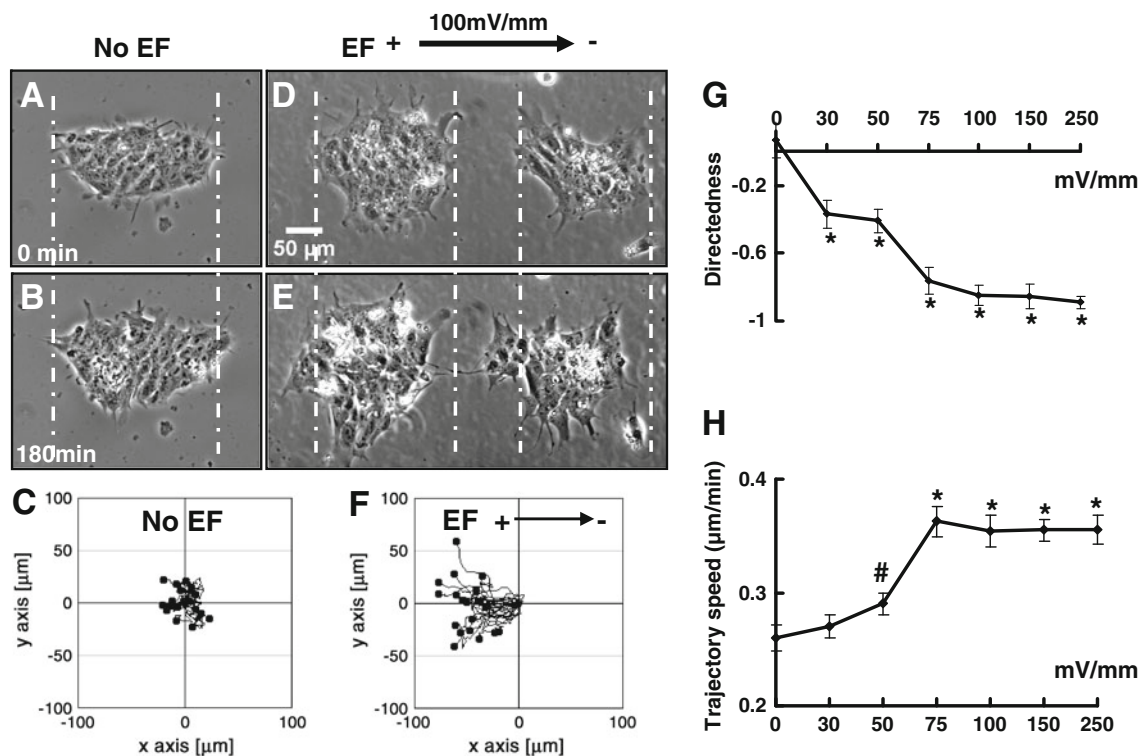 No EF
EF + 100mV/mm -
A
0 min
D
50 µm
B
180min
E
C
No EF
100
50
0
-50
-100
y axis [µm]
-100 0 100
x axis [µm]
F
EF + -
100
50
0
-50
-100
y axis [µm]
-100 0 100
x axis [µm]
G
0 30 50 75 100 150 250
mV/mm
-0.2
-0.6
-1
Directedness
* * * * * *
H
0.4
0.3
0.2
Trajectory speed (µm/min)
# * * * *
mV/mm
0 30 50 75 100 150 250